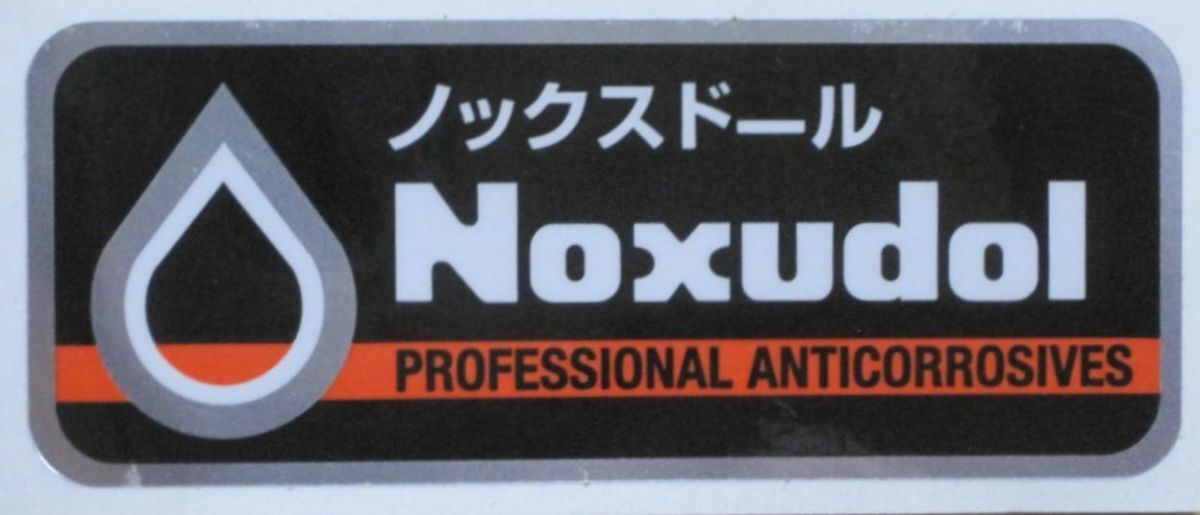 ノックスドール
Noxudol
PROFESSIONAL ANTICORROSIVES